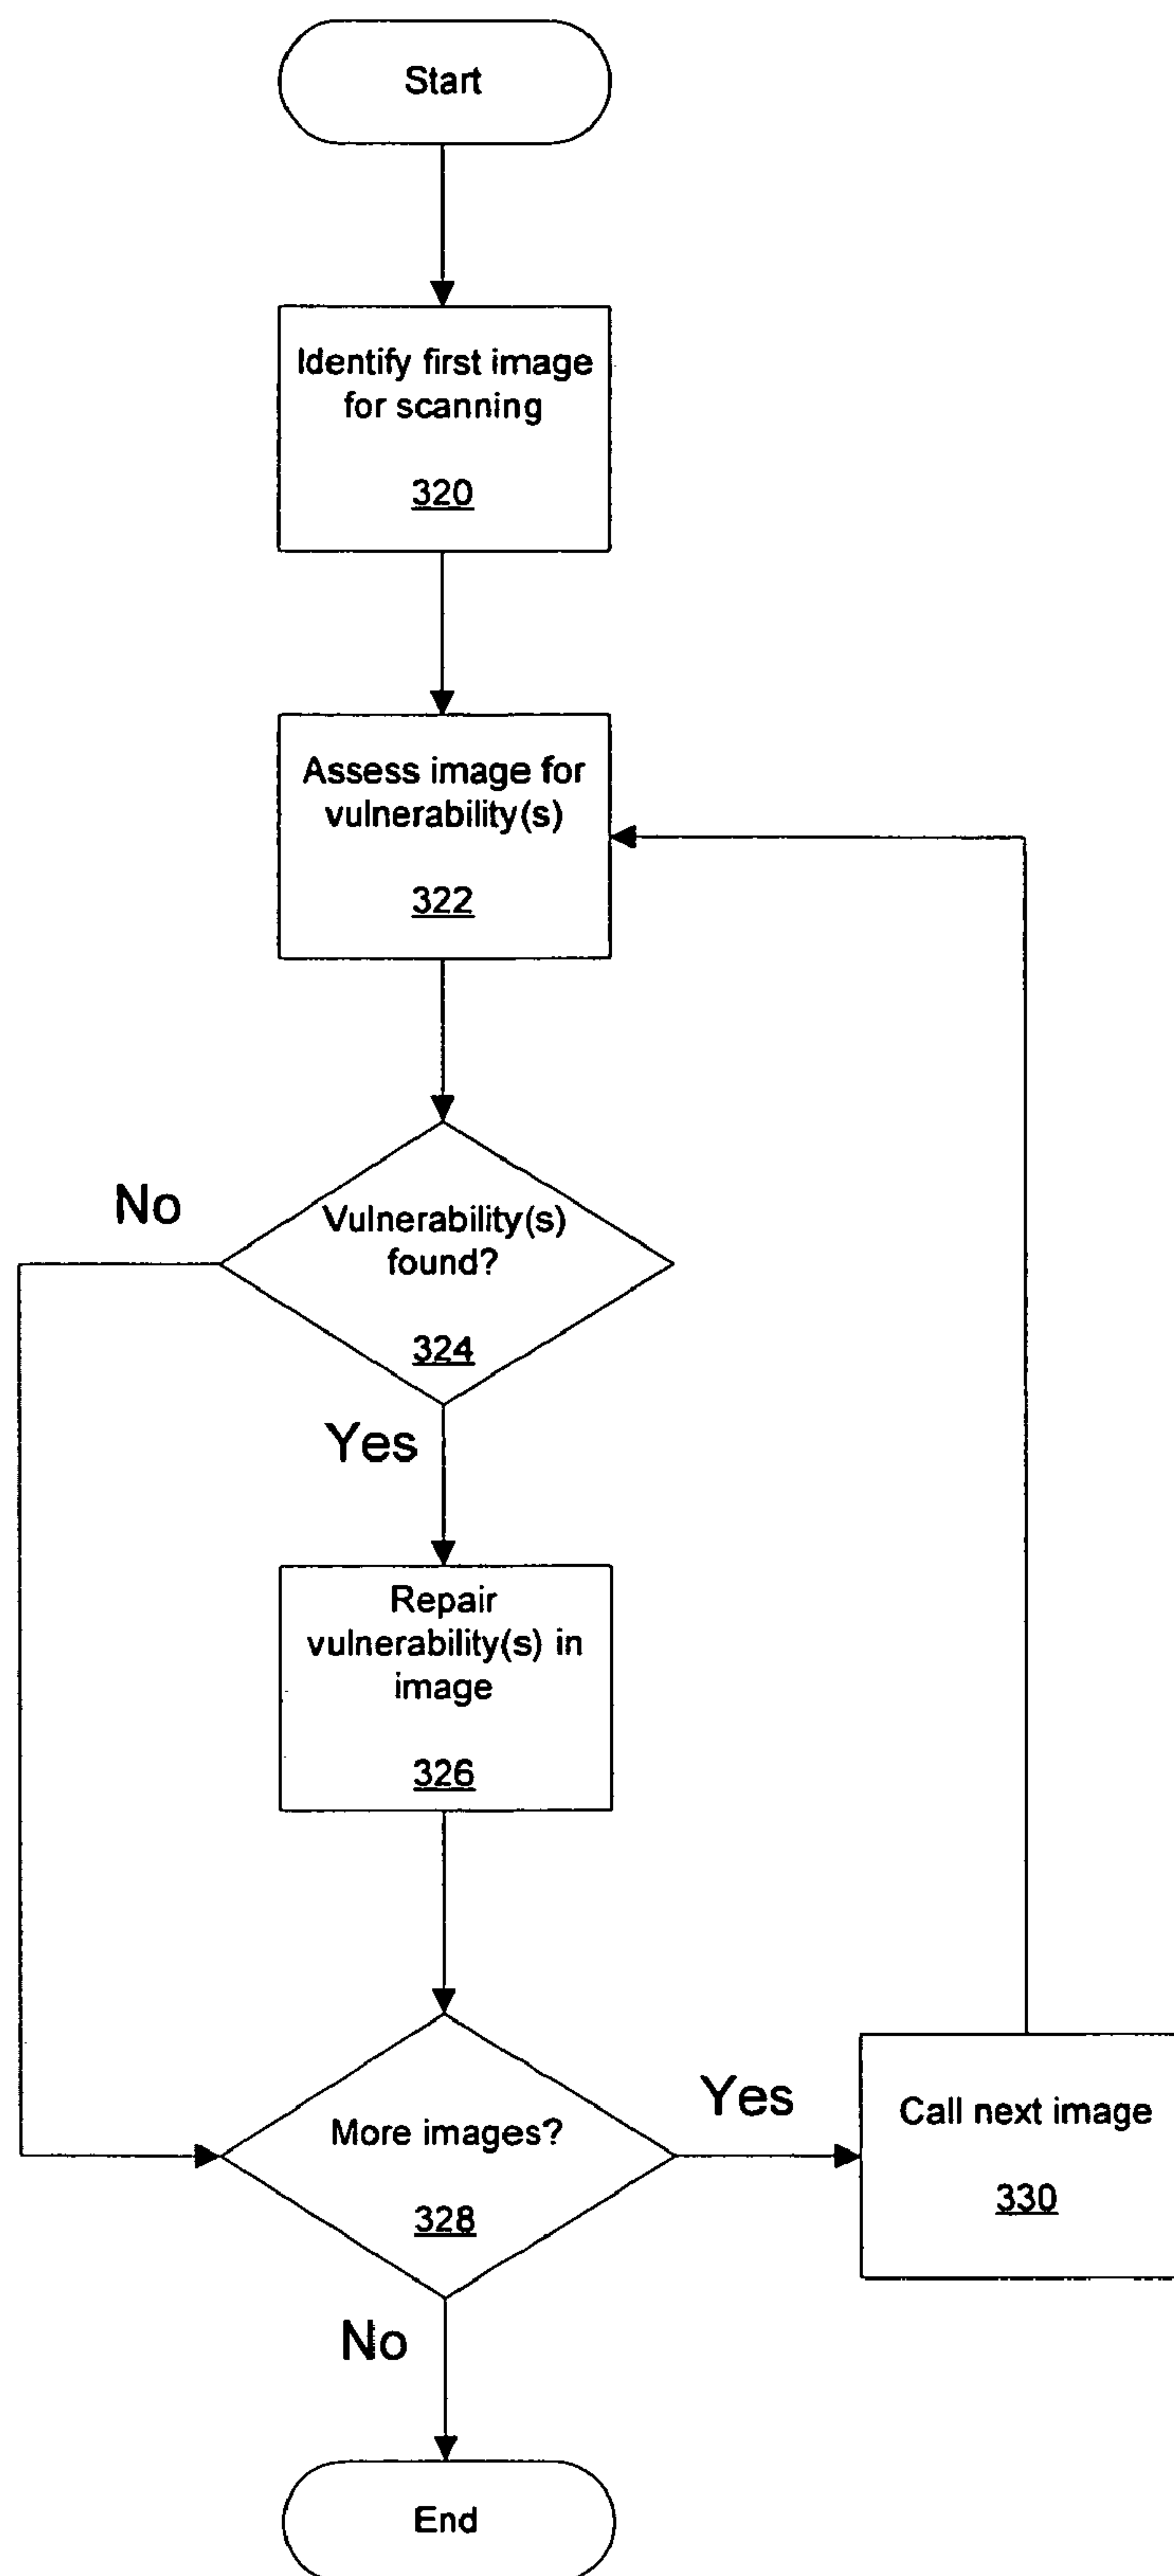 Start
Identify first image
for scanning
320
Assess image for
vulnerability(s)
322
No
Vulnerability(s)
found?
324
Yes
Repair
vulnerability(s) in
image
326
More images?
328
Yes
Call next image
330
No
End